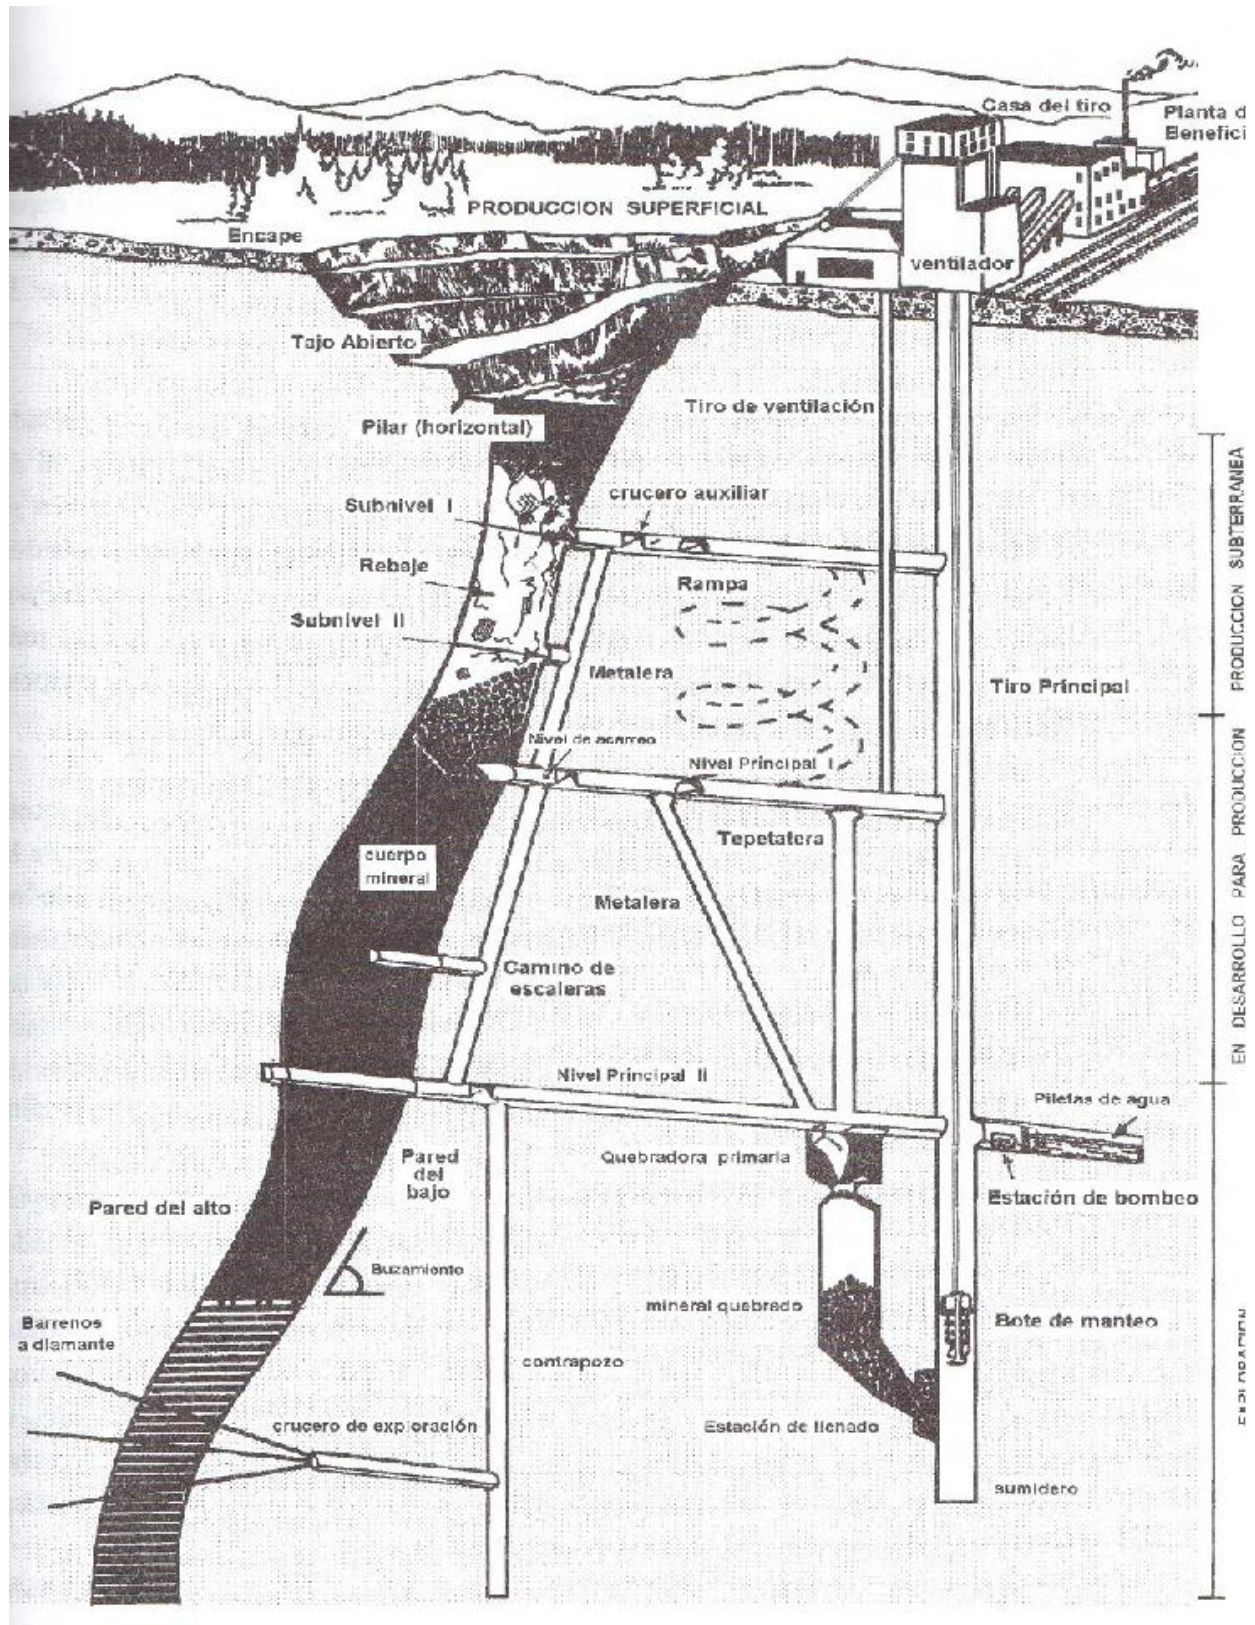 Casa del tiro
Planta d
Benefici
PRODUCCION SUPERFICIAL
Encape
ventilador
Tajo Abierto
Tiro de ventilación
Pilar (horizontal)
crucero auxiliar
Subnivel I
Rebaje
Rampa
Subnivel II
Metalera
Tiro Principal
Nivel de acarreo
Nivel Principal I
Tepetatera
cuerpo
mineral
Metalera
Camino de
escaleras
Nivel Principal II
Piletas de agua
Quebradora primaria
Pared
del
bajo
Estación de bombeo
Pared del alto
Buzamiento
mineral quebrado
Bote de manteo
Barrenos
a diamante
contrapozo
crucero de exploración
Estación de llenado
sumidero
PRODUCCION SUBTERRANEA
EN DESARROLLO PARA PRODUCCION
EXPLORACION